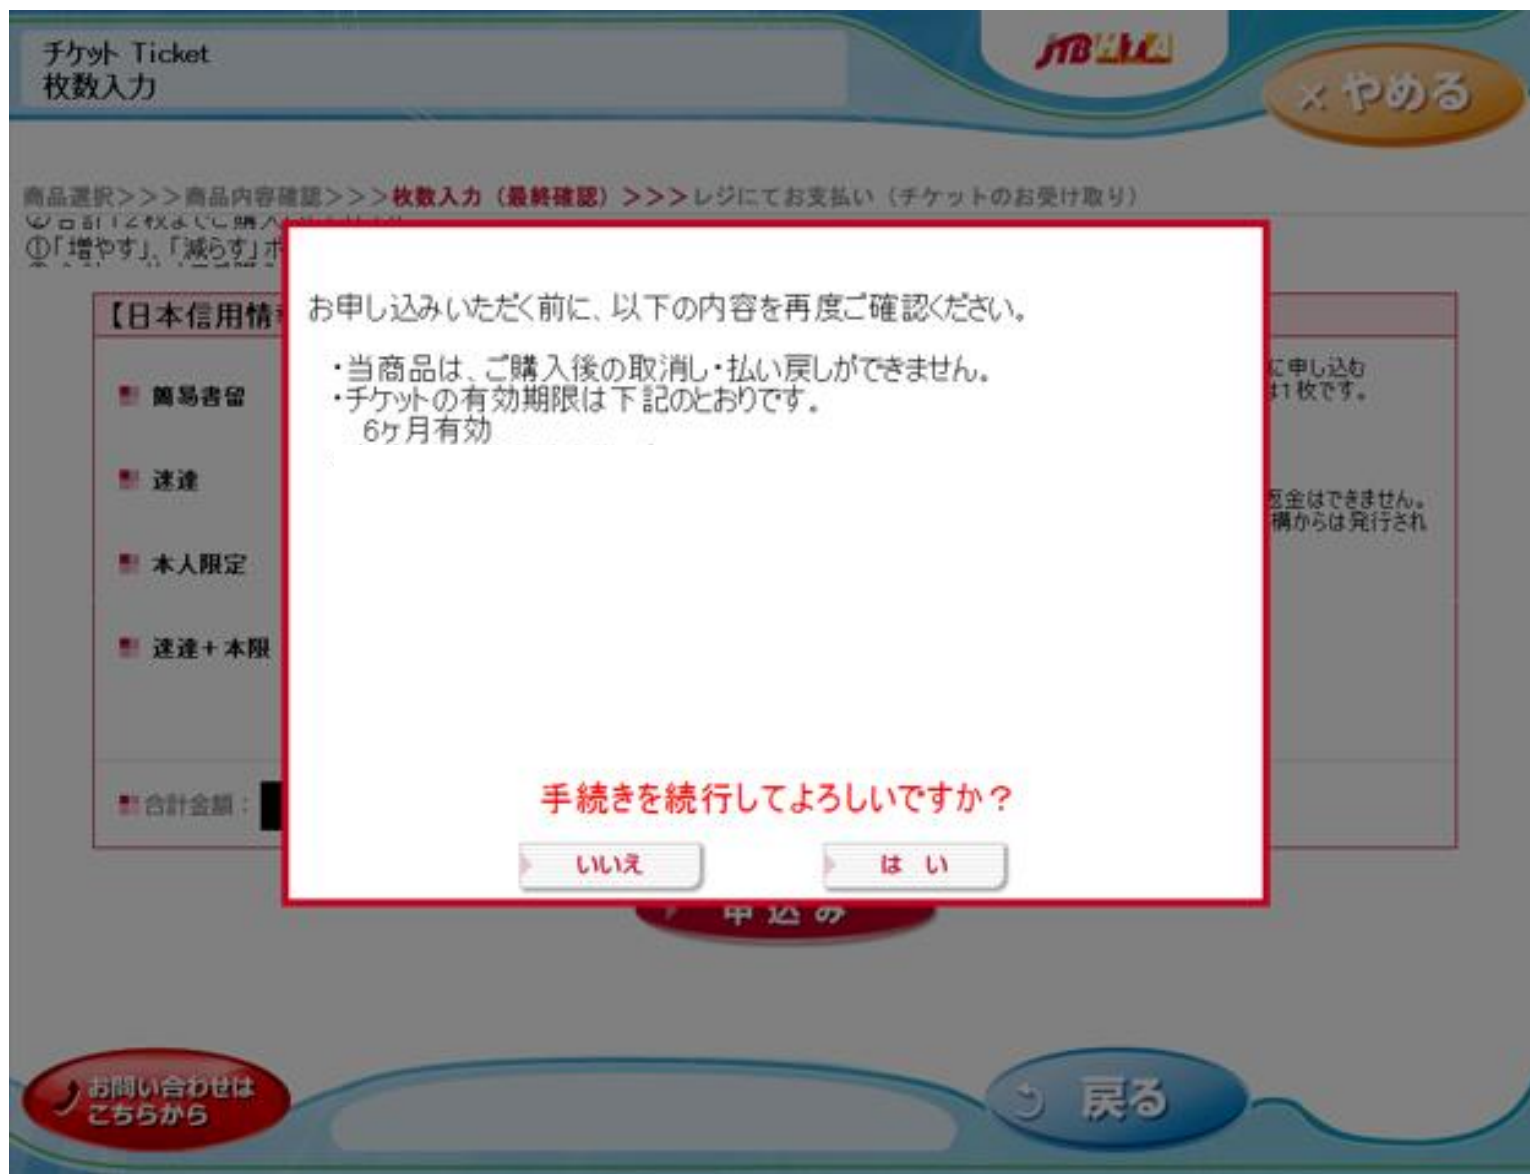 チケット Ticket
枚数入力
JTB
× やめる
商品選択>>>商品内容確認>>>枚数入力（最終確認）>>>レジにてお支払い（チケットのお受け取り）
①「増やす」、「減らす」ボ
【日本信用情
お申し込みいただく前に、以下の内容を再度ご確認ください。
・当商品は、ご購入後の取消し・払い戻しができません。
・チケットの有効期限は下記のとおりです。
6ヶ月有効
に申し込む
は1枚です。
簡易書留
速達
返金はできません。
機構からは発行され
本人限定
速達＋本限
合計金額：
手続きを続行してよろしいですか？
いいえ
はい
申込み
お問い合わせは
こちらから
戻る